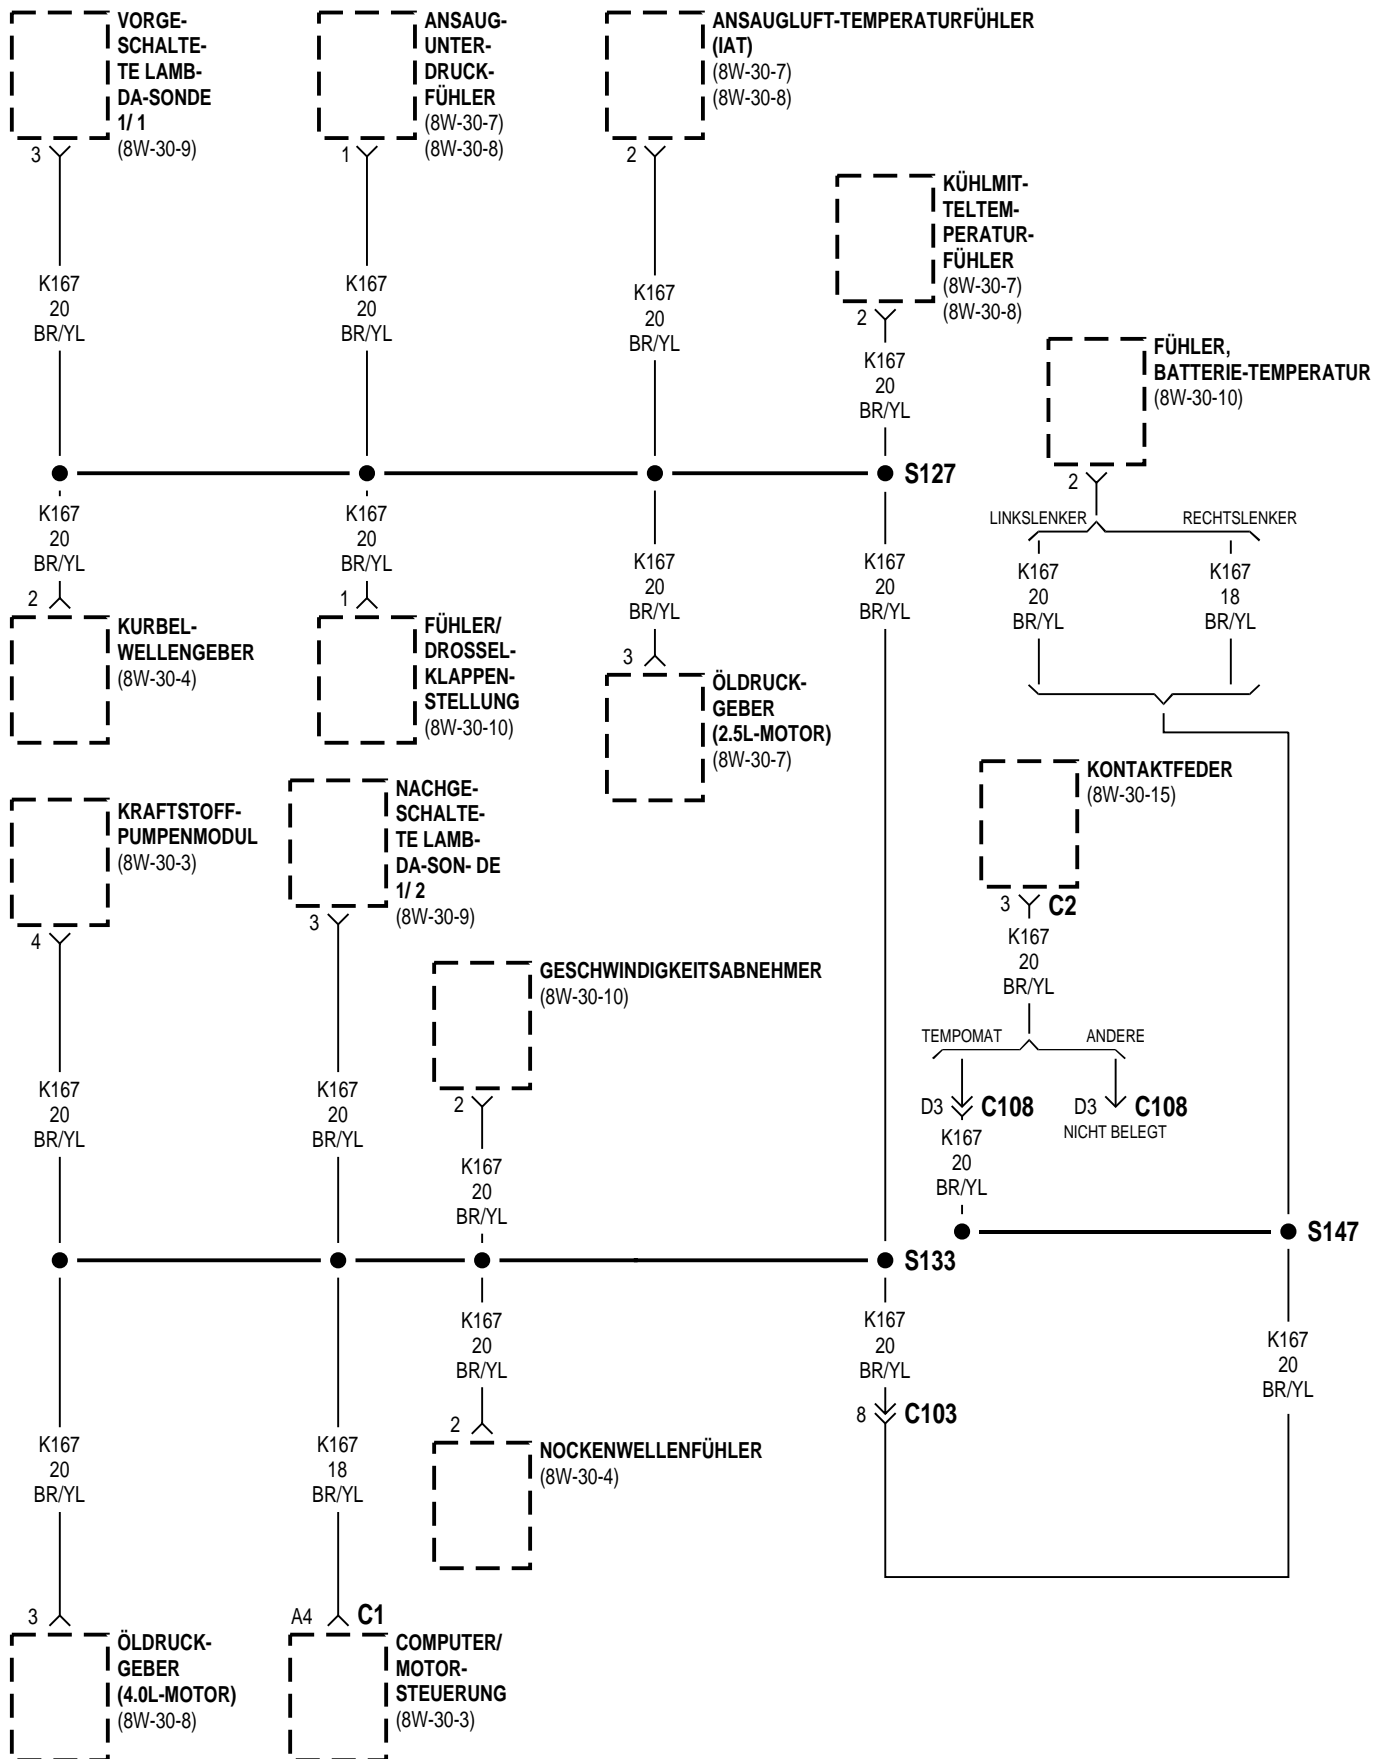 VORGE-
SCHALTE-
TE LAMB-
DA-SONDE
1/ 1
(8W-30-9)
3
ANSAUG-
UNTER-
DRUCK-
FÜHLER
(8W-30-7)
(8W-30-8)
1
ANSAUGLUFT-TEMPERATURFÜHLER
(IAT)
(8W-30-7)
(8W-30-8)
2
KÜHLMIT-
TELTEM-
PERATUR-
FÜHLER
(8W-30-7)
(8W-30-8)
2
FÜHLER,
BATTERIE-TEMPERATUR
(8W-30-10)
2
K167
20
BR/YL
K167
20
BR/YL
K167
20
BR/YL
K167
20
BR/YL
S127
LINKSLENKER
RECHTSLENKER
K167
20
BR/YL
K167
20
BR/YL
K167
20
BR/YL
K167
20
BR/YL
K167
20
BR/YL
K167
18
BR/YL
2
KURBEL-
WELLENGEBER
(8W-30-4)
1
FÜHLER/
DROSSEL-
KLAPPEN-
STELLUNG
(8W-30-10)
3
ÖLDRUCK-
GEBER
(2.5L-MOTOR)
(8W-30-7)
KONTAKTFEDER
(8W-30-15)
3
C2
K167
20
BR/YL
KRAFTSTOFF-
PUMPENMODUL
(8W-30-3)
4
NACHGE-
SCHALTE-
TE LAMB-
DA-SON- DE
1/ 2
(8W-30-9)
3
GESCHWINDIGKEITSABNEHMER
(8W-30-10)
2
TEMPOMAT
ANDERE
D3
C108
D3
C108
NICHT BELEGT
K167
20
BR/YL
K167
20
BR/YL
K167
20
BR/YL
K167
20
BR/YL
S147
S133
K167
20
BR/YL
K167
20
BR/YL
K167
20
BR/YL
8
C103
2
NOCKENWELLENFÜHLER
(8W-30-4)
K167
20
BR/YL
K167
18
BR/YL
3
ÖLDRUCK-
GEBER
(4.0L-MOTOR)
(8W-30-8)
A4
C1
COMPUTER/
MOTOR-
STEUERUNG
(8W-30-3)